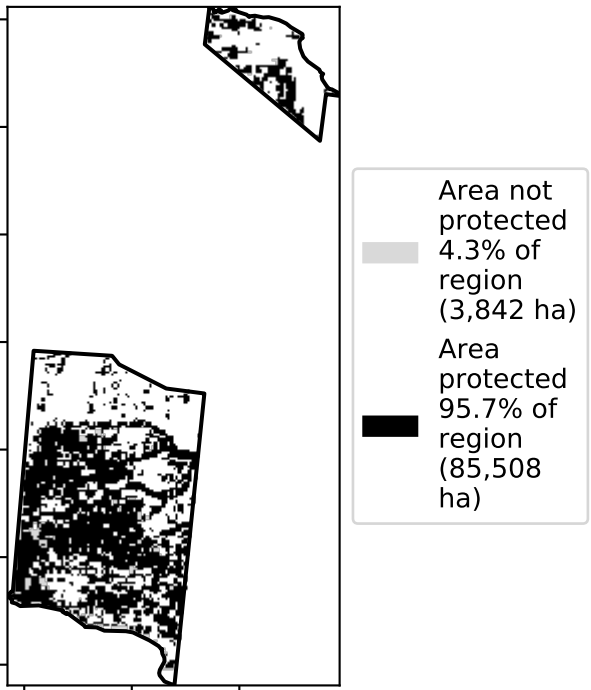 Area not
protected
4.3% of
region
(3,842 ha)
Area
protected
95.7% of
region
(85,508
ha)